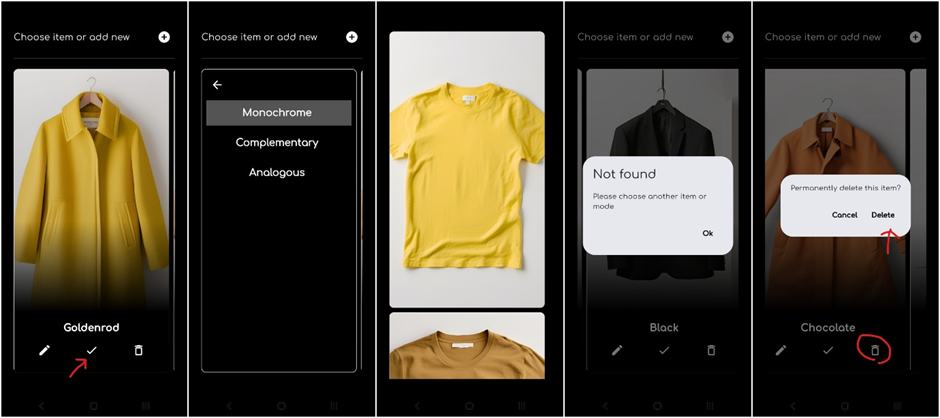 Choose item or add new
Goldenrod
Choose item or add new
Monochrome
Complementary
Analogous
Choose item or add new
Not found
Please choose another item or
mode
Ok
Black
Choose item or add new
Permanently delete this item?
Cancel Delete
Chocolate